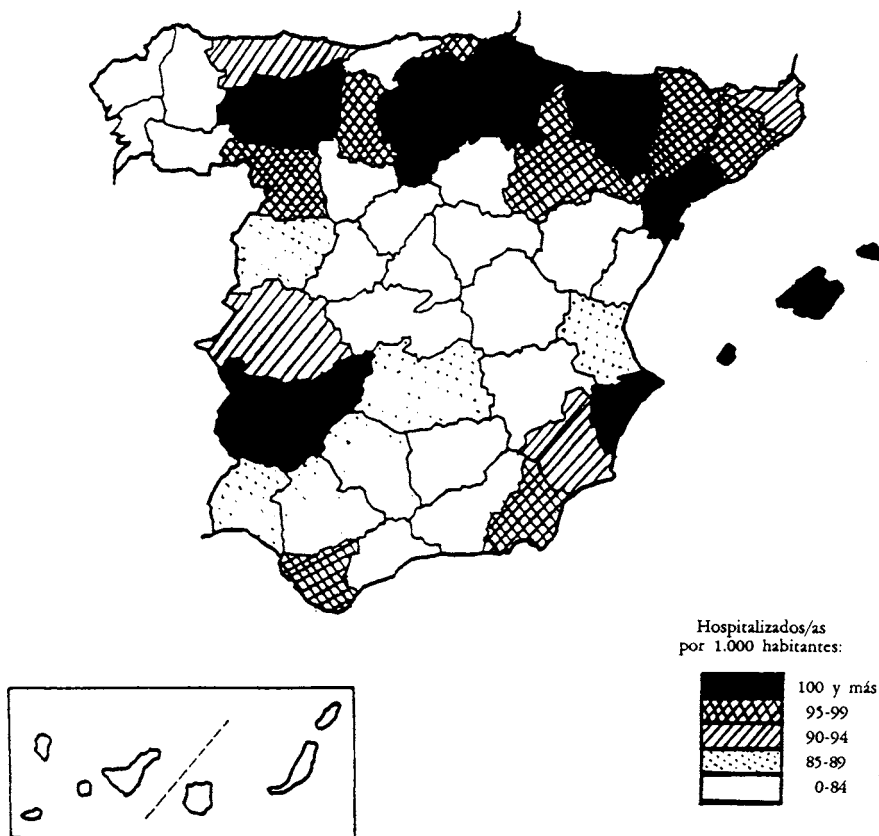 Hospitalizados/as
por 1.000 habitantes:
100 y más
95-99
90-94
85-89
0-84